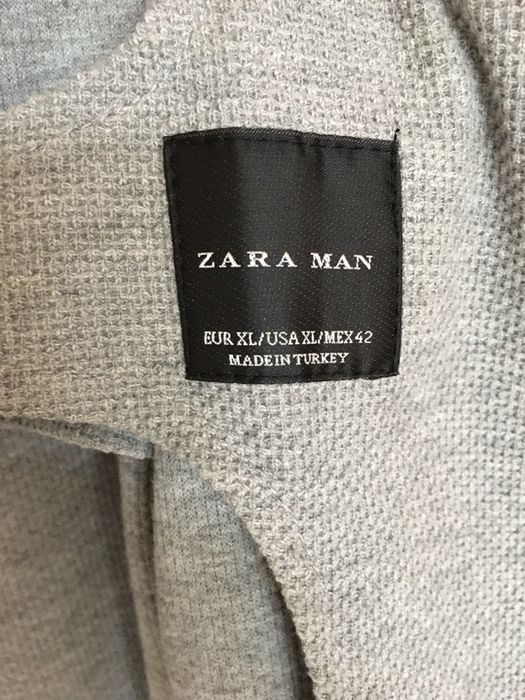 ZARA MAN
EUR XL/USA XL/MEX 42
MADE IN TURKEY